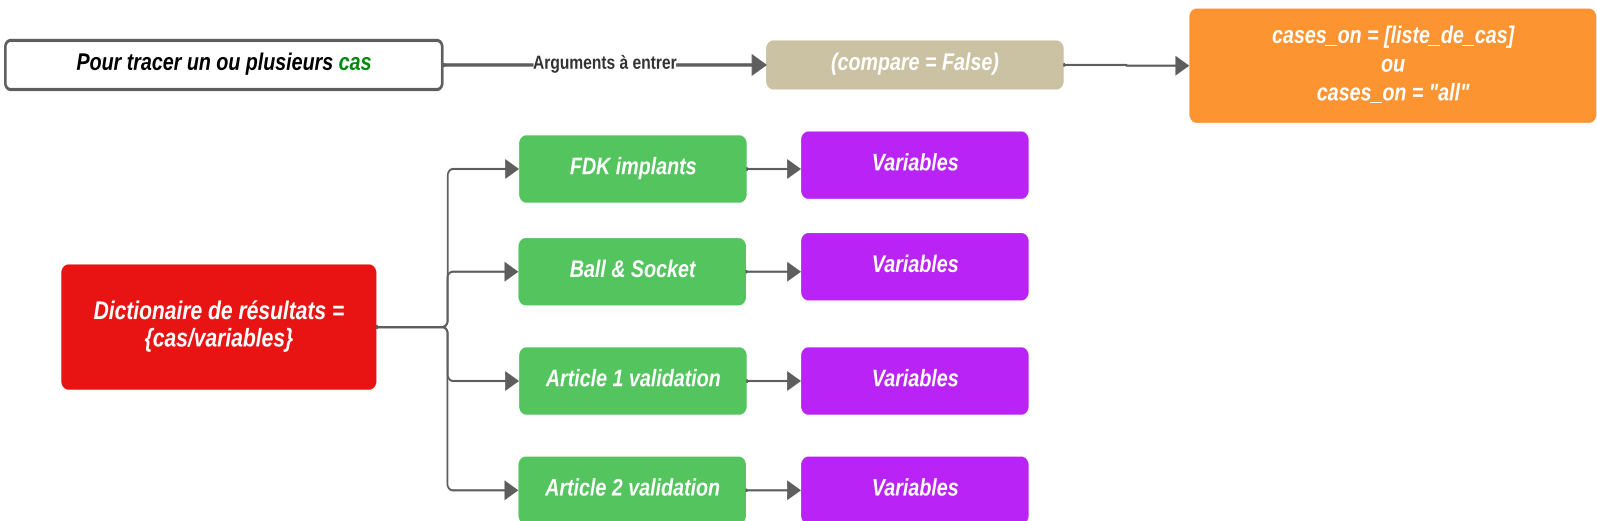 Pour tracer un ou plusieurs cas
Arguments à entrer
(compare = False)
cases_on = [liste_de_cas]
ou
cases_on = "all"
FDK implants
Variables
Ball & Socket
Variables
Dictionaire de résultats =
{cas/variables}
Article 1 validation
Variables
Article 2 validation
Variables